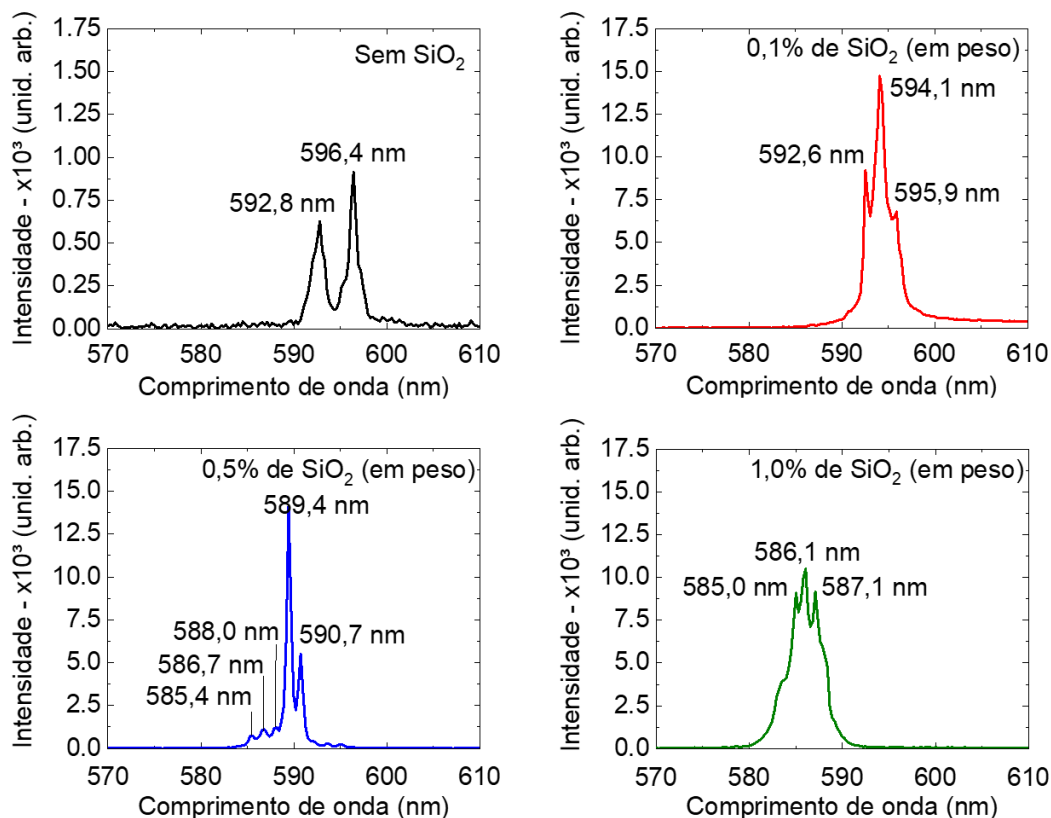 Intensidade - x10³ (unid. arb.)
1.75
1.50
1.25
1.00
0.75
0.50
0.25
0.00
Sem SiO₂
596,4 nm
592,8 nm
570 580 590 600 610
Comprimento de onda (nm)
Intensidade - x10³ (unid. arb.)
17.5
15.0
12.5
10.0
7.5
5.0
2.5
0.0
0,1% de SiO₂ (em peso)
594,1 nm
592,6 nm
595,9 nm
570 580 590 600 610
Comprimento de onda (nm)
Intensidade - x10³ (unid. arb.)
17.5
15.0
12.5
10.0
7.5
5.0
2.5
0.0
0,5% de SiO₂ (em peso)
589,4 nm
588,0 nm
590,7 nm
586,7 nm
585,4 nm
570 580 590 600 610
Comprimento de onda (nm)
Intensidade - x10³ (unid. arb.)
17.5
15.0
12.5
10.0
7.5
5.0
2.5
0.0
1,0% de SiO₂ (em peso)
586,1 nm
585,0 nm
587,1 nm
570 580 590 600 610
Comprimento de onda (nm)